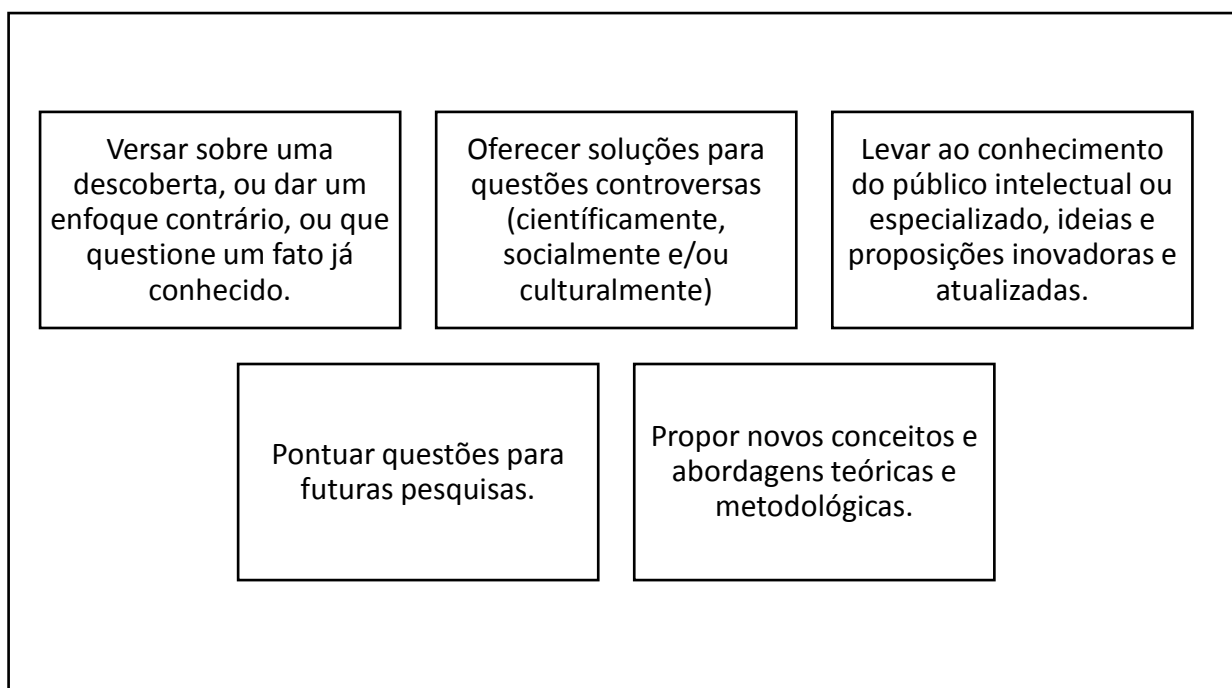 Versar sobre uma
descoberta, ou dar um
enfoque contrário, ou que
questione um fato já
conhecido.
Oferecer soluções para
questões controversas
(científicamente,
socialmente e/ou
culturalmente)
Levar ao conhecimento
do público intelectual ou
especializado, ideias e
proposições inovadoras e
atualizadas.
Pontuar questões para
futuras pesquisas.
Propor novos conceitos e
abordagens teóricas e
metodológicas.